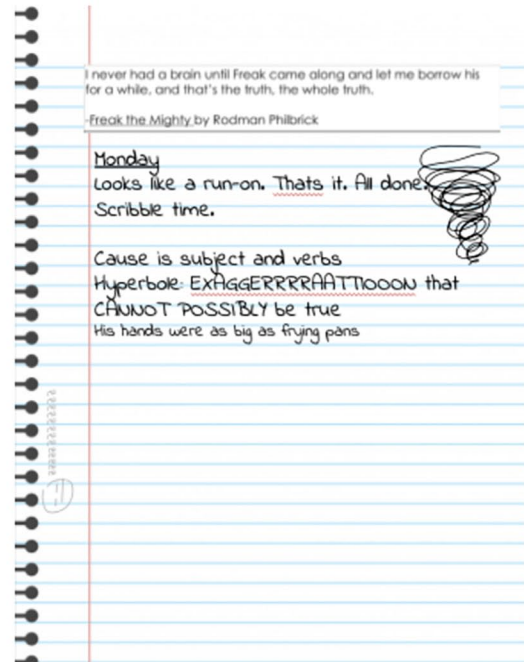 I never had a brain until Freak came along and let me borrow his
for a while, and that's the truth, the whole truth.
-Freak the Mighty by Rodman Philbrick
Monday
Looks like a run-on. Thats it. All done.
Scribble time.
Cause is subject and verbs
Hyperbole: EXAGGERRRRAATTIOOON that
CANNOT POSSIBLY be true
His hands were as big as frying pans